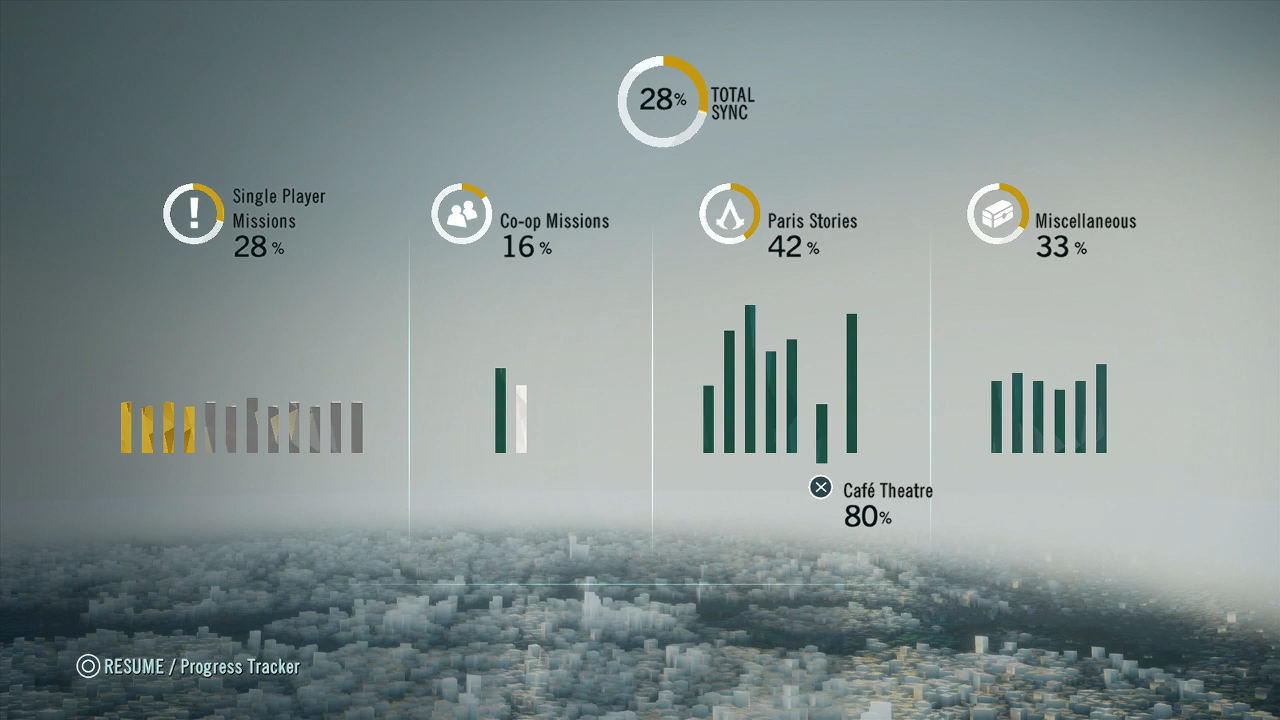 28%
TOTAL
SYNC
Single Player
Missions
28 %
Co-op Missions
16 %
Paris Stories
42 %
Miscellaneous
33 %
Café Theatre
80%
RESUME / Progress Tracker